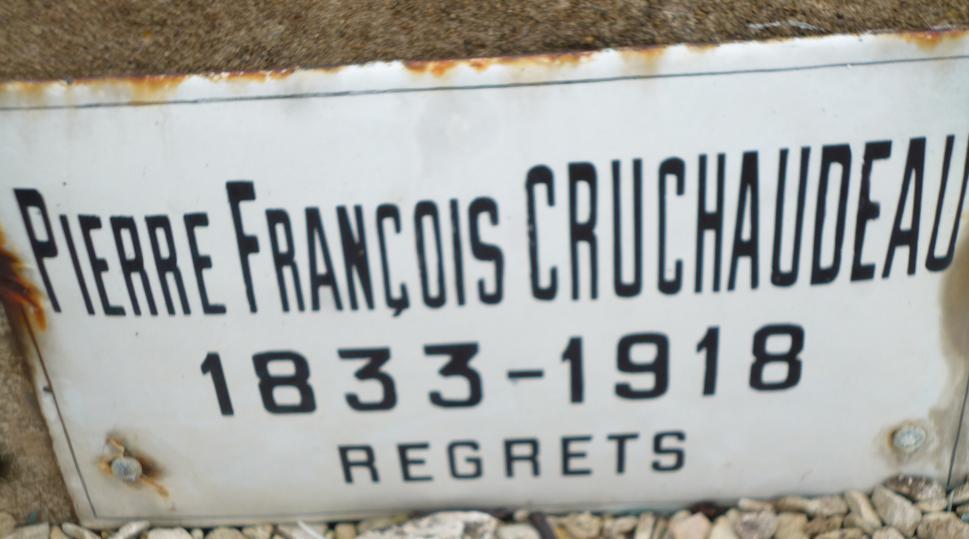 PIERRE FRANÇOIS CRUCHAUDEAU
1833-1918
REGRETS